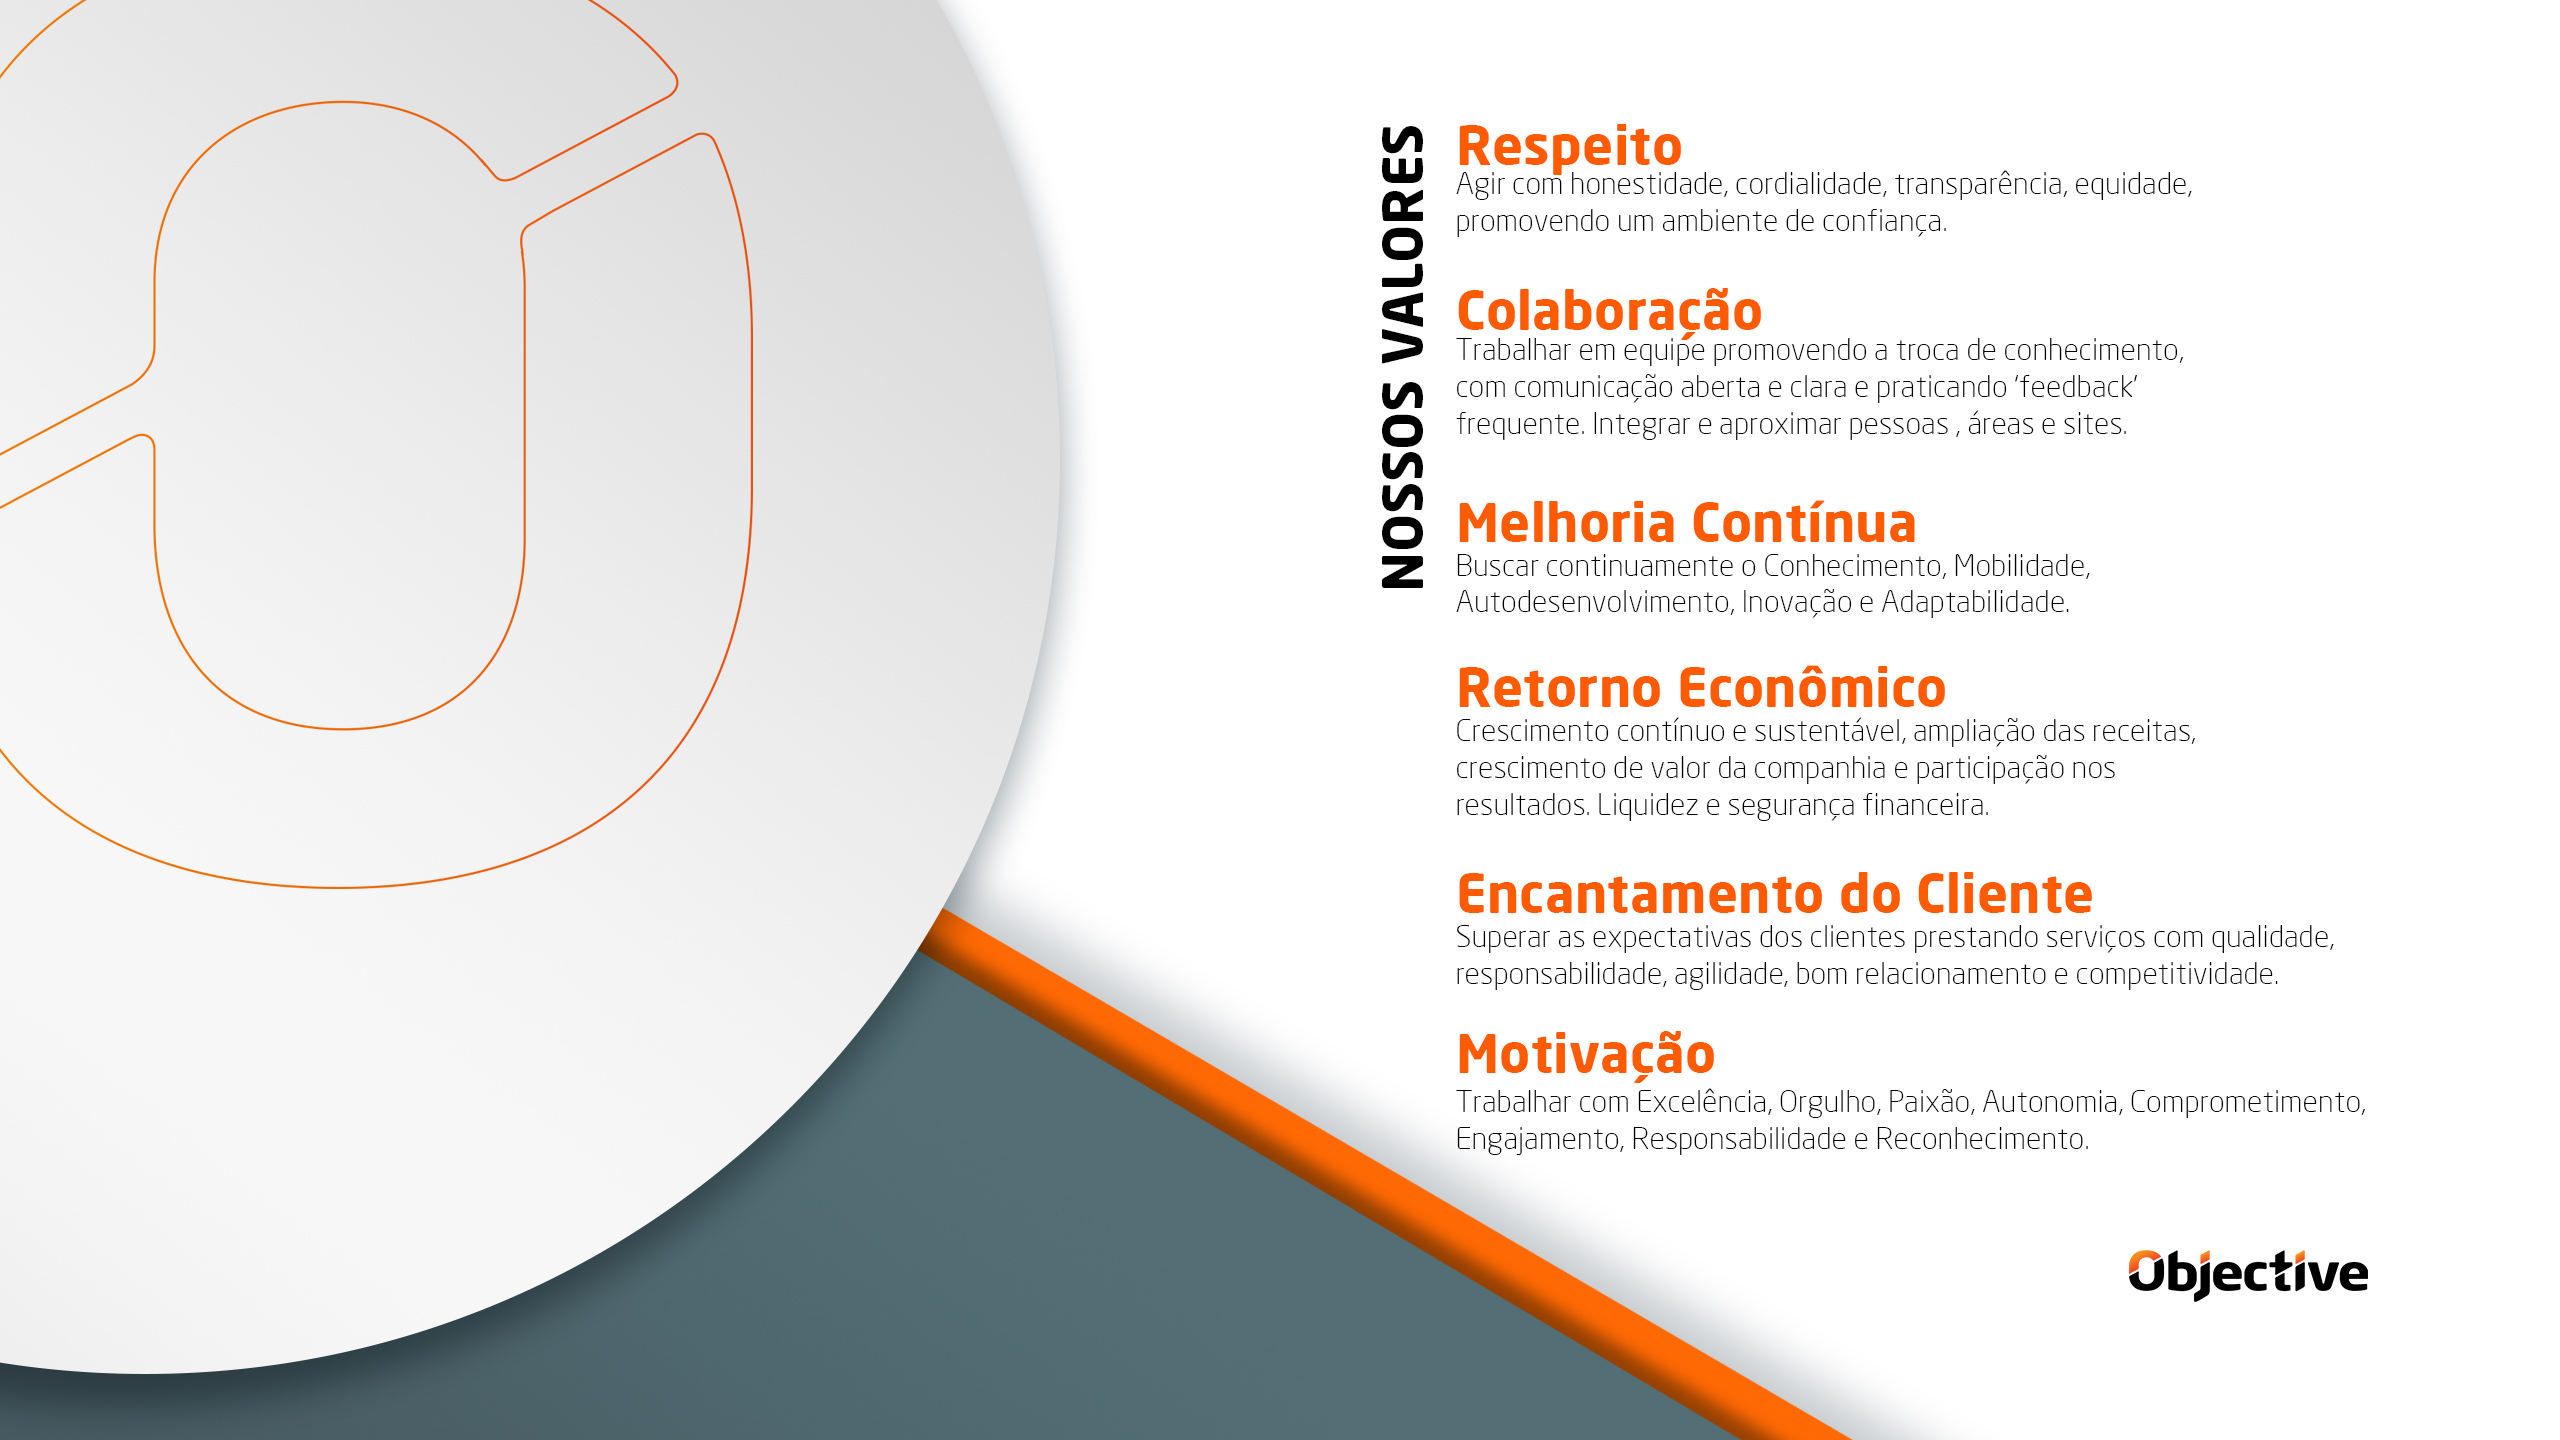 NOSSOS VALORES
Respeito
Agir com honestidade, cordialidade, transparência, equidade,
promovendo um ambiente de confiança.
Colaboração
Trabalhar em equipe promovendo a troca de conhecimento,
com comunicação aberta e clara e praticando ‘feedback’
frequente. Integrar e aproximar pessoas , áreas e sites.
Melhoria Contínua
Buscar continuamente o Conhecimento, Mobilidade,
Autodesenvolvimento, Inovação e Adaptabilidade.
Retorno Econômico
Crescimento contínuo e sustentável, ampliação das receitas,
crescimento de valor da companhia e participação nos
resultados. Liquidez e segurança financeira.
Encantamento do Cliente
Superar as expectativas dos clientes prestando serviços com qualidade,
responsabilidade, agilidade, bom relacionamento e competitividade.
Motivação
Trabalhar com Excelência, Orgulho, Paixão, Autonomia, Comprometimento,
Engajamento, Responsabilidade e Reconhecimento.
Objective